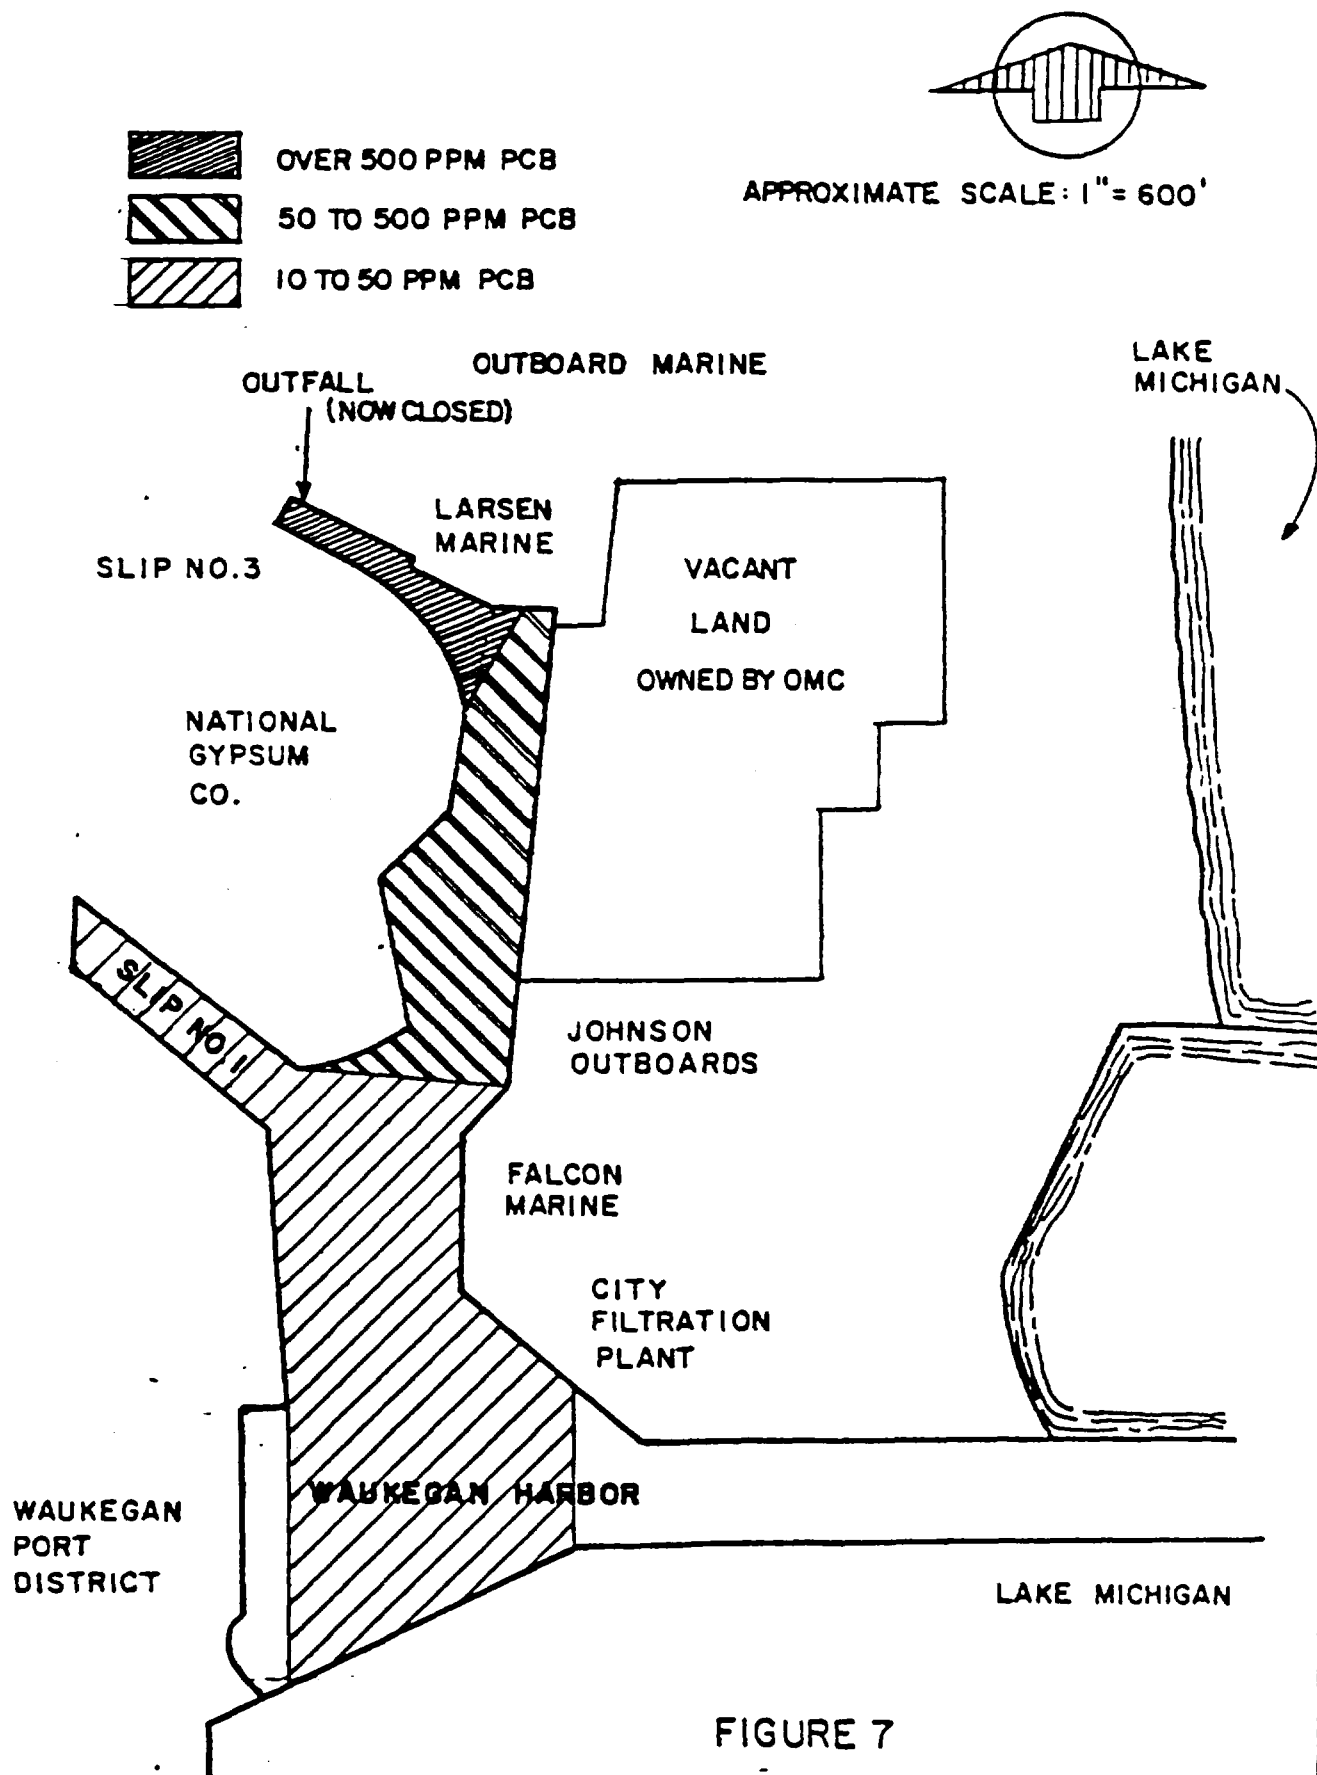 APPROXIMATE SCALE: 1" = 600'
OVER 500 PPM PCB
50 TO 500 PPM PCB
10 TO 50 PPM PCB
OUTBOARD MARINE
LAKE
MICHIGAN
OUTFALL
(NOW CLOSED)
LARSEN
MARINE
SLIP NO.3
VACANT
LAND
OWNED BY OMC
NATIONAL
GYPSUM
CO.
SLIP NO.1
JOHNSON
OUTBOARDS
FALCON
MARINE
CITY
FILTRATION
PLANT
WAUKEGAN HARBOR
WAUKEGAN
PORT
DISTRICT
LAKE MICHIGAN
FIGURE 7